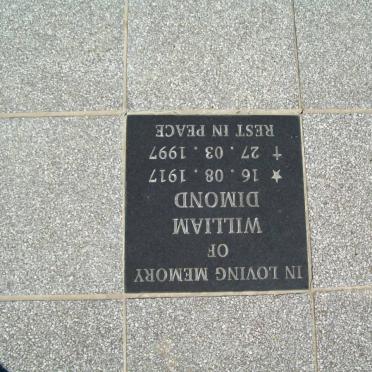 IN LOVING MEMORY
OF
WILLIAM
DIMOND
★ 16 . 08 . 1917
† 27 . 03 . 1997
REST IN PEACE